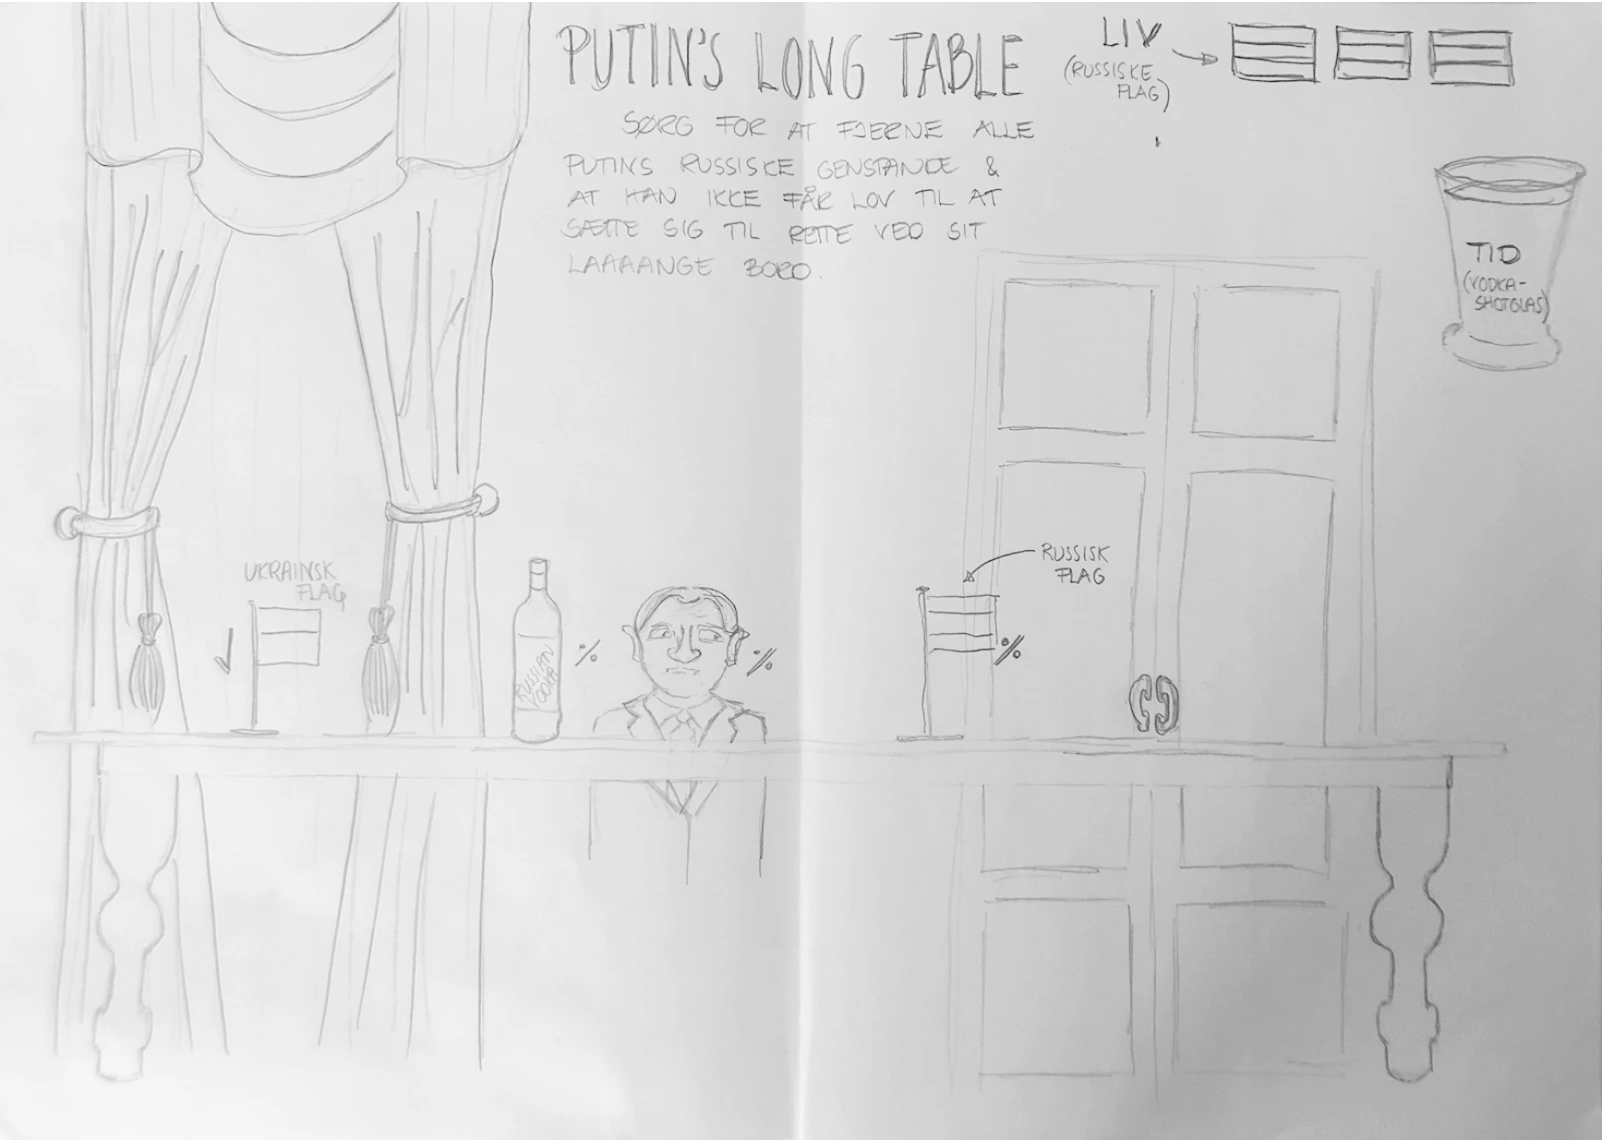 PUTIN'S LONG TABLE
SØRG FOR AT FJERNE ALLE
PUTINS RUSSISKE GENSTANDE &
AT HAN IKKE FÅR LOV TIL AT
SÆTTE SIG TIL RETTE VED SIT
LAAAANGE BORD.
LIV
(RUSSISKE
FLAG)
TID
(VODKA-
SHOTGLAS)
UKRAINSK
FLAG
RUSSIAN
VODKA
%
%
RUSSISK
FLAG
%